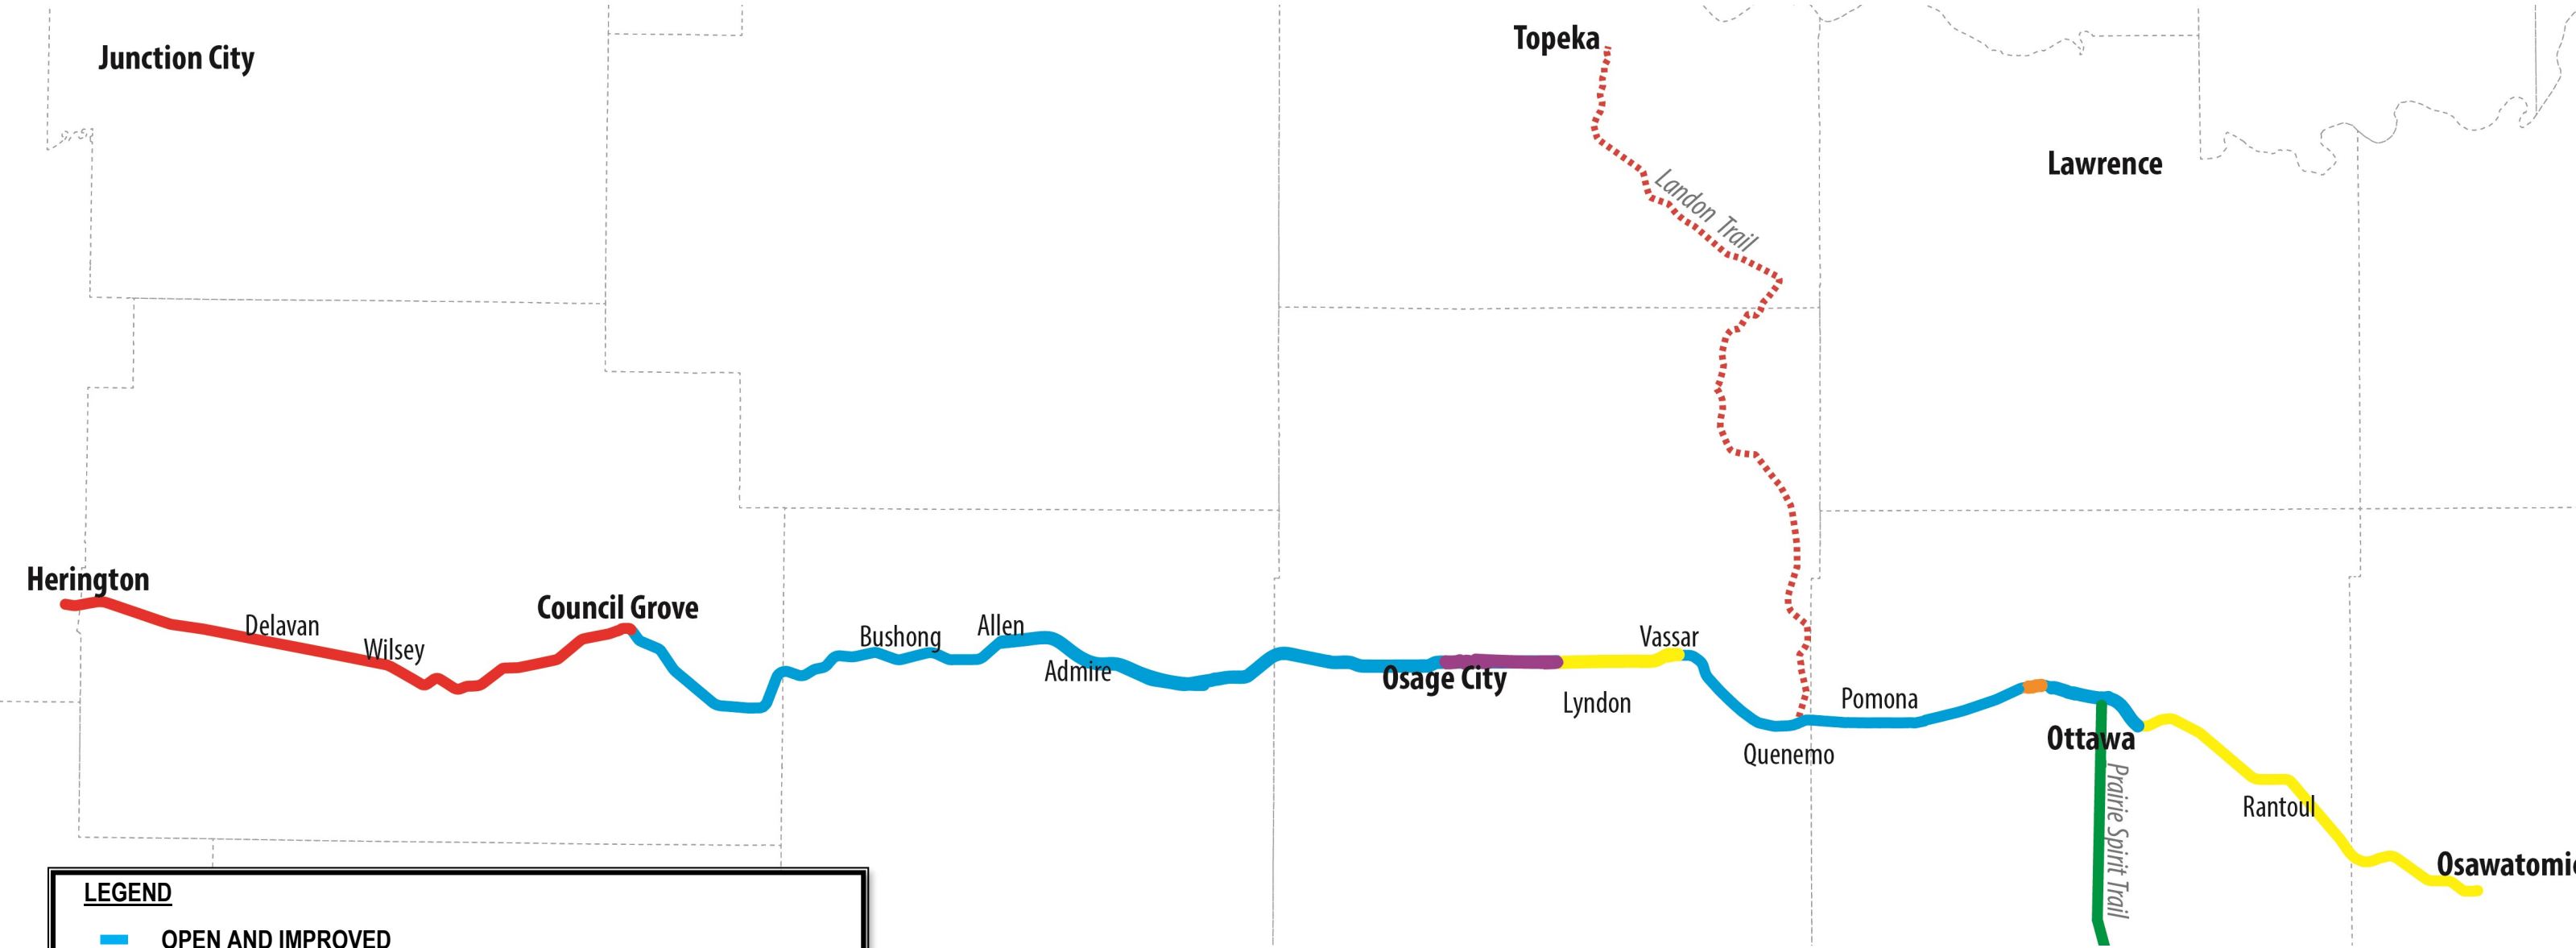 Topeka
Junction City
Lawrence
Landon Trail
Herington
Council Grove
Delavan
Allen
Bushong
Vassar
Wilsey
Admire
Osage City
Lyndon
Pomona
Ottawa
Quenemo
Prairie Spirit Trail
Rantoul
Osawatomi
LEGEND
OPEN AND IMPROVED